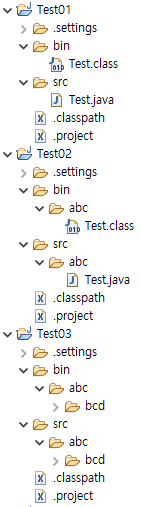 Test01
.settings
bin
Test.class
src
Test.java
.classpath
.project
Test02
.settings
bin
abc
Test.class
src
abc
Test.java
.classpath
.project
Test03
.settings
bin
abc
bcd
src
abc
bcd
.classpath
.project